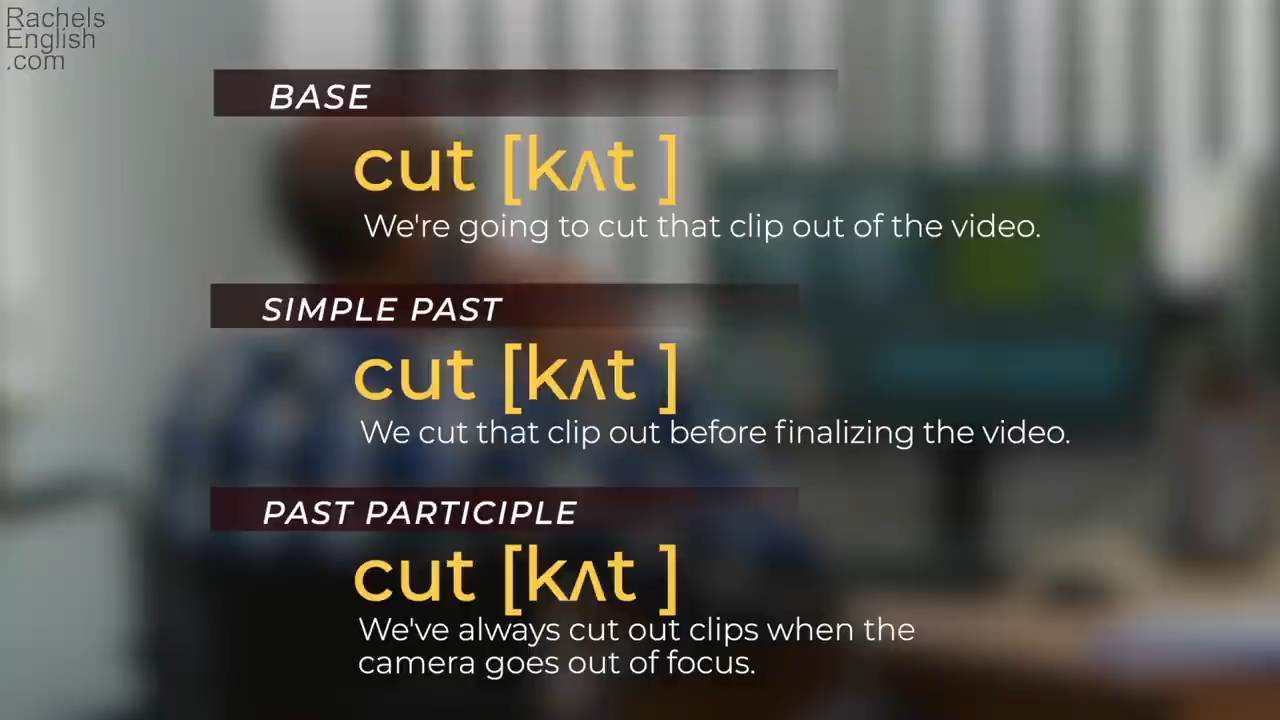 Rachels
English
.com
BASE
cut [kʌt ]
We're going to cut that clip out of the video.
SIMPLE PAST
cut [kʌt ]
We cut that clip out before finalizing the video.
PAST PARTICIPLE
cut [kʌt ]
We've always cut out clips when the
camera goes out of focus.